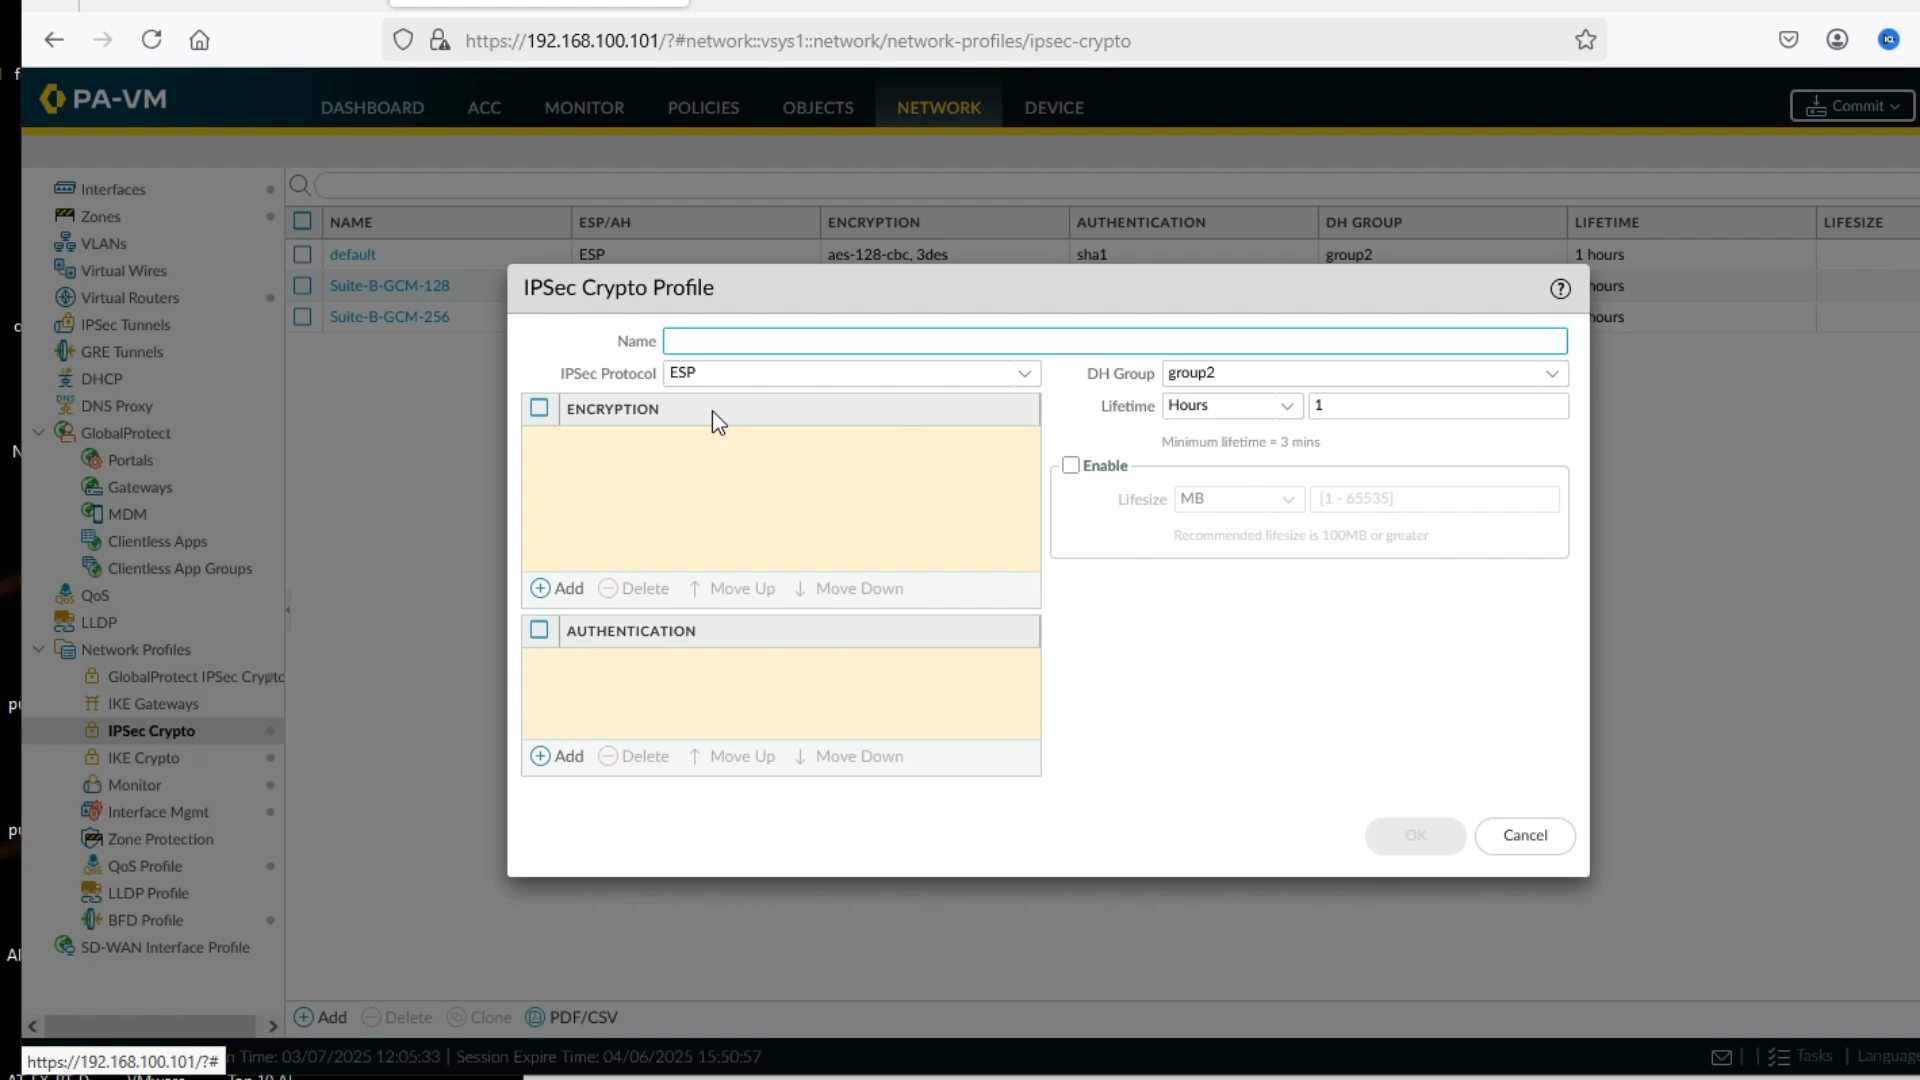 https://192.168.100.101/?#network::vsys1::network/network-profiles/ipsec-crypto
PA-VM
DASHBOARD ACC MONITOR POLICIES OBJECTS NETWORK DEVICE
Commit
Interfaces
Zones
VLANs
Virtual Wires
Virtual Routers
IPSec Tunnels
GRE Tunnels
DHCP
DNS Proxy
GlobalProtect
Portals
Gateways
MDM
Clientless Apps
Clientless App Groups
QoS
LLDP
Network Profiles
GlobalProtect IPSec Crypto
IKE Gateways
IPSec Crypto
IKE Crypto
Monitor
Interface Mgmt
Zone Protection
QoS Profile
LLDP Profile
BFD Profile
SD-WAN Interface Profile
NAME ESP/AH ENCRYPTION AUTHENTICATION DH GROUP LIFETIME LIFESIZE
default ESP aes-128-cbc, 3des sha1 group2 1 hours
Suite-B-GCM-128 hours
Suite-B-GCM-256 hours
IPSec Crypto Profile
Name
IPSec Protocol ESP
DH Group group2
ENCRYPTION
Lifetime Hours 1
Minimum lifetime = 3 mins
Enable
Lifesize MB [1 - 65535]
Recommended lifesize is 100MB or greater
Add Delete Move Up Move Down
AUTHENTICATION
Add Delete Move Up Move Down
OK Cancel
Add Delete Clone PDF/CSV
https://192.168.100.101/?#
n Time: 03/07/2025 12:05:33 | Session Expire Time: 04/06/2025 15:50:57
Tasks | Language